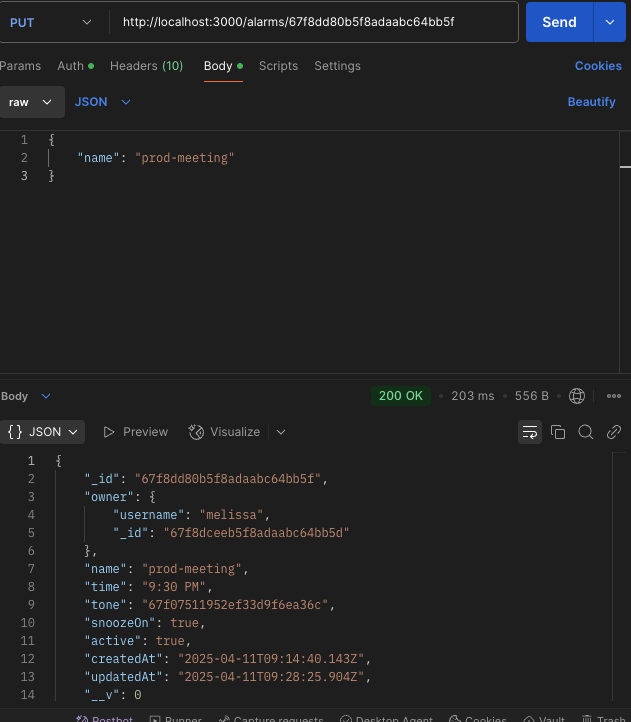 PUT http://localhost:3000/alarms/67f8dd80b5f8adaabc64bb5f Send
Params Auth Headers (10) Body Scripts Settings Cookies
raw JSON Beautify
1 {
2 "name": "prod-meeting"
3 }
Body 200 OK 203 ms 556 B
{} JSON Preview Visualize
1 {
2 "_id": "67f8dd80b5f8adaabc64bb5f",
3 "owner": {
4 "username": "melissa",
5 "_id": "67f8dceeb5f8adaabc64bb5d"
6 },
7 "name": "prod-meeting",
8 "time": "9:30 PM",
9 "tone": "67f07511952ef33d9f6ea36c",
10 "snoozeOn": true,
11 "active": true,
12 "createdAt": "2025-04-11T09:14:40.143Z",
13 "updatedAt": "2025-04-11T09:28:25.904Z",
14 "__v": 0
Postbot Runner Capture requests Desktop Agent Cookies Vault Trash